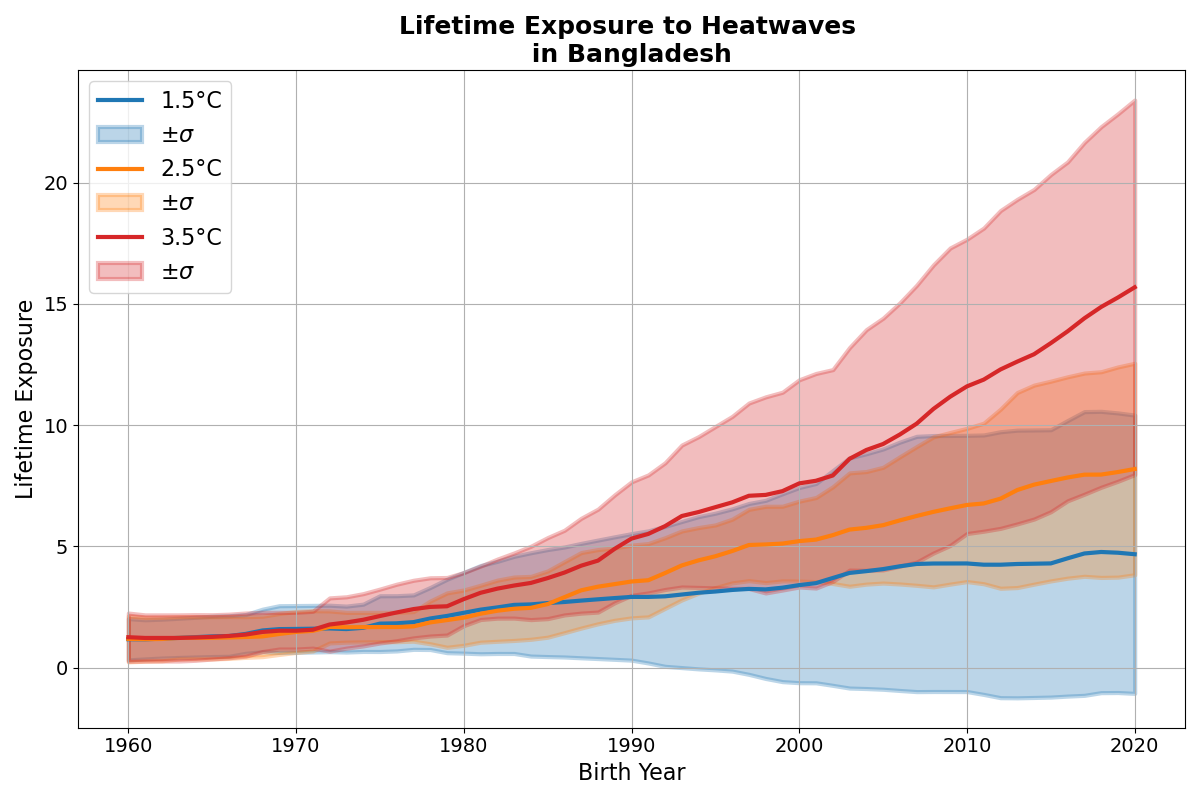 Lifetime Exposure to Heatwaves
in Bangladesh
1.5°C
±σ
2.5°C
±σ
3.5°C
±σ
Lifetime Exposure
20
15
10
5
0
1960
1970
1980
1990
2000
2010
2020
Birth Year